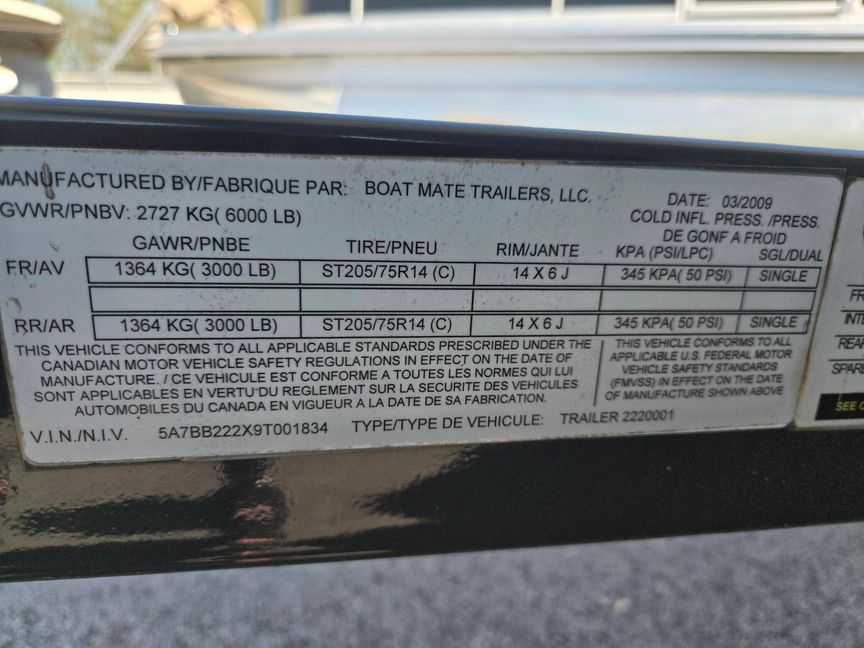 MANUFACTURED BY/FABRIQUE PAR: BOAT MATE TRAILERS, LLC.
DATE: 03/2009
GVWR/PNBV: 2727 KG( 6000 LB)
COLD INFL. PRESS. /PRESS.
DE GONF A FROID
GAWR/PNBE TIRE/PNEU RIM/JANTE KPA (PSI/LPC) SGL/DUAL
FR/AV 1364 KG( 3000 LB) ST205/75R14 (C) 14 X 6 J 345 KPA( 50 PSI) SINGLE
RR/AR 1364 KG( 3000 LB) ST205/75R14 (C) 14 X 6 J 345 KPA( 50 PSI) SINGLE
THIS VEHICLE CONFORMS TO ALL APPLICABLE STANDARDS PRESCRIBED UNDER THE
CANADIAN MOTOR VEHICLE SAFETY REGULATIONS IN EFFECT ON THE DATE OF
MANUFACTURE. / CE VEHICULE EST CONFORME A TOUTES LES NORMES QUI LUI
SONT APPLICABLES EN VERTU DU REGLEMENT SUR LA SECURITE DES VEHICULES
AUTOMOBILES DU CANADA EN VIGUEUR A LA DATE DE SA FABRICATION.
THIS VEHICLE CONFORMS TO ALL
APPLICABLE U.S. FEDERAL MOTOR
VEHICLE SAFETY STANDARDS
(FMVSS) IN EFFECT ON THE DATE
OF MANUFACTURE SHOWN ABOVE
V.I.N./N.I.V. 5A7BB222X9T001834 TYPE/TYPE DE VEHICULE: TRAILER 2220001
REAR
SPARE
SEE